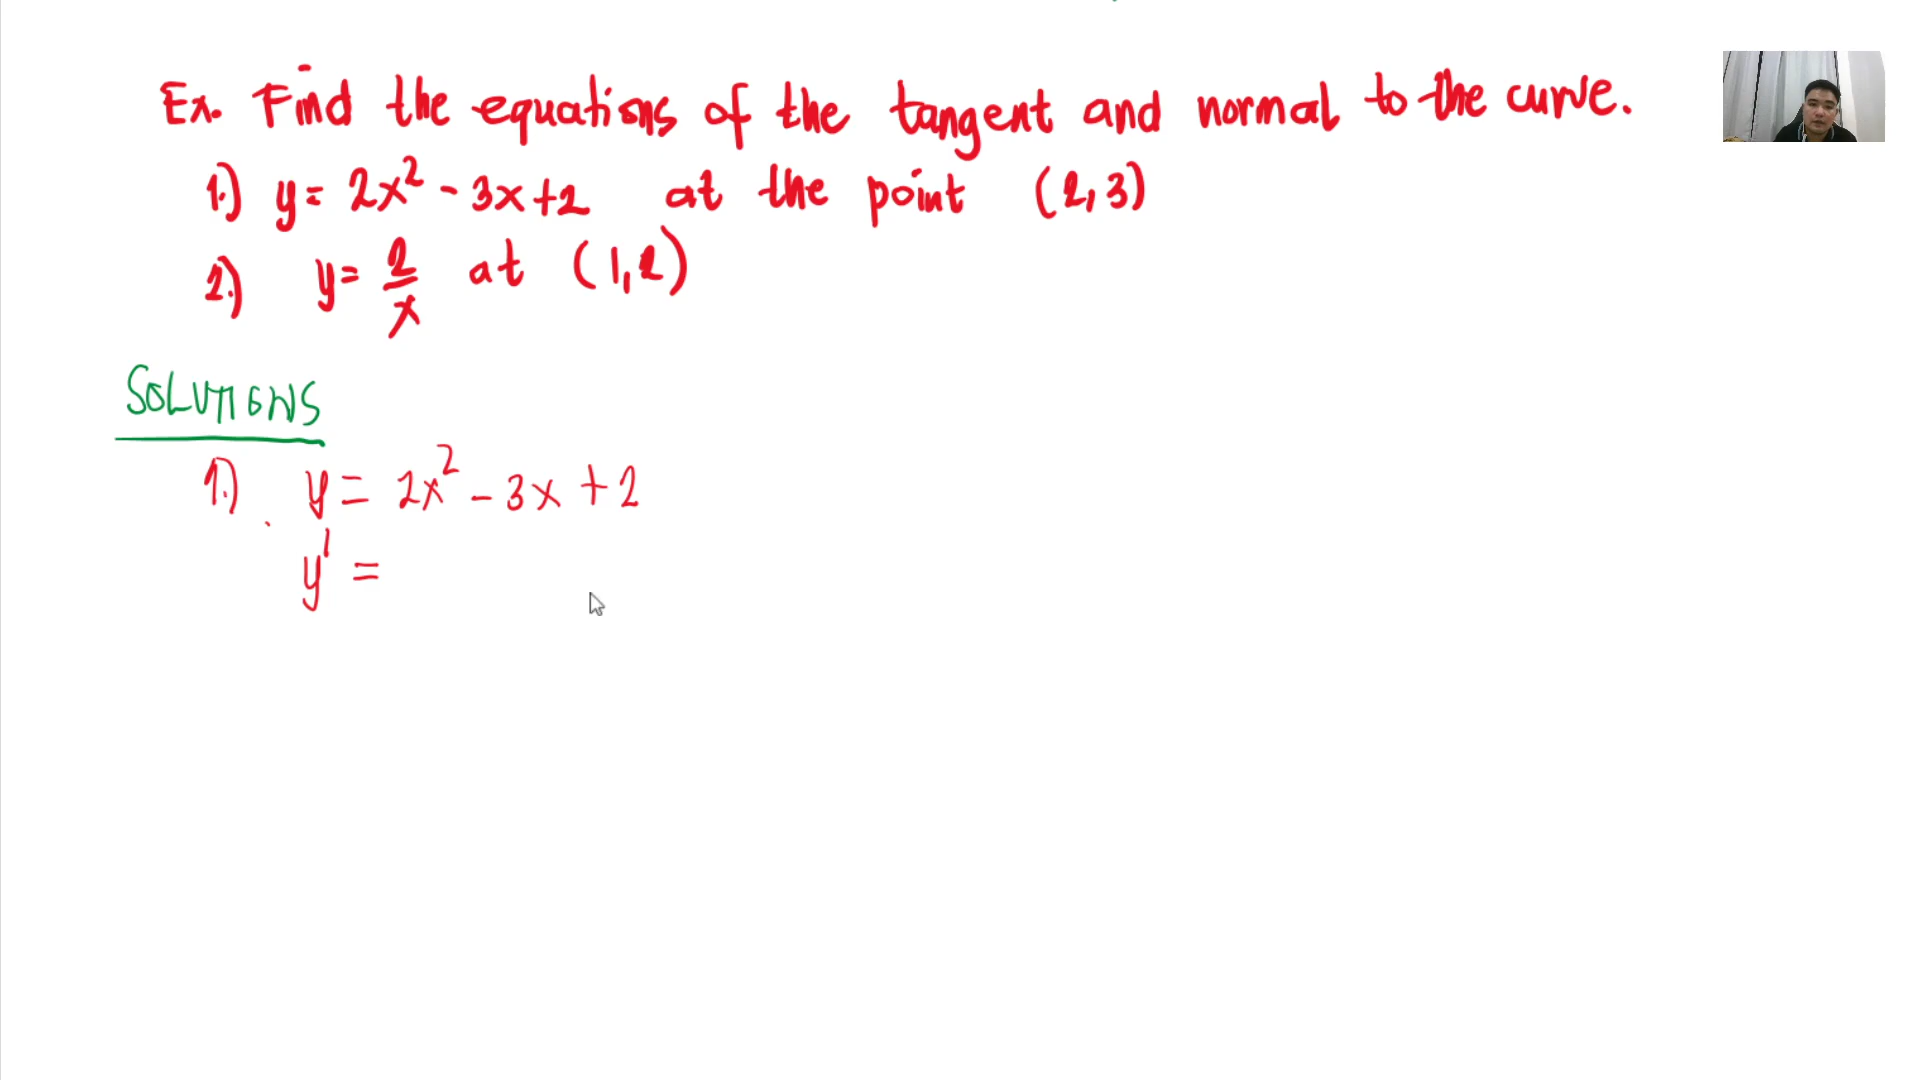 Ex. Find the equations of the tangent and normal to the curve.
1.) y = 2x² - 3x + 2 at the point (2, 3)
2.) y = 2/x at (1, 2)
SOLUTIONS
1.) y = 2x² - 3x + 2
y' =